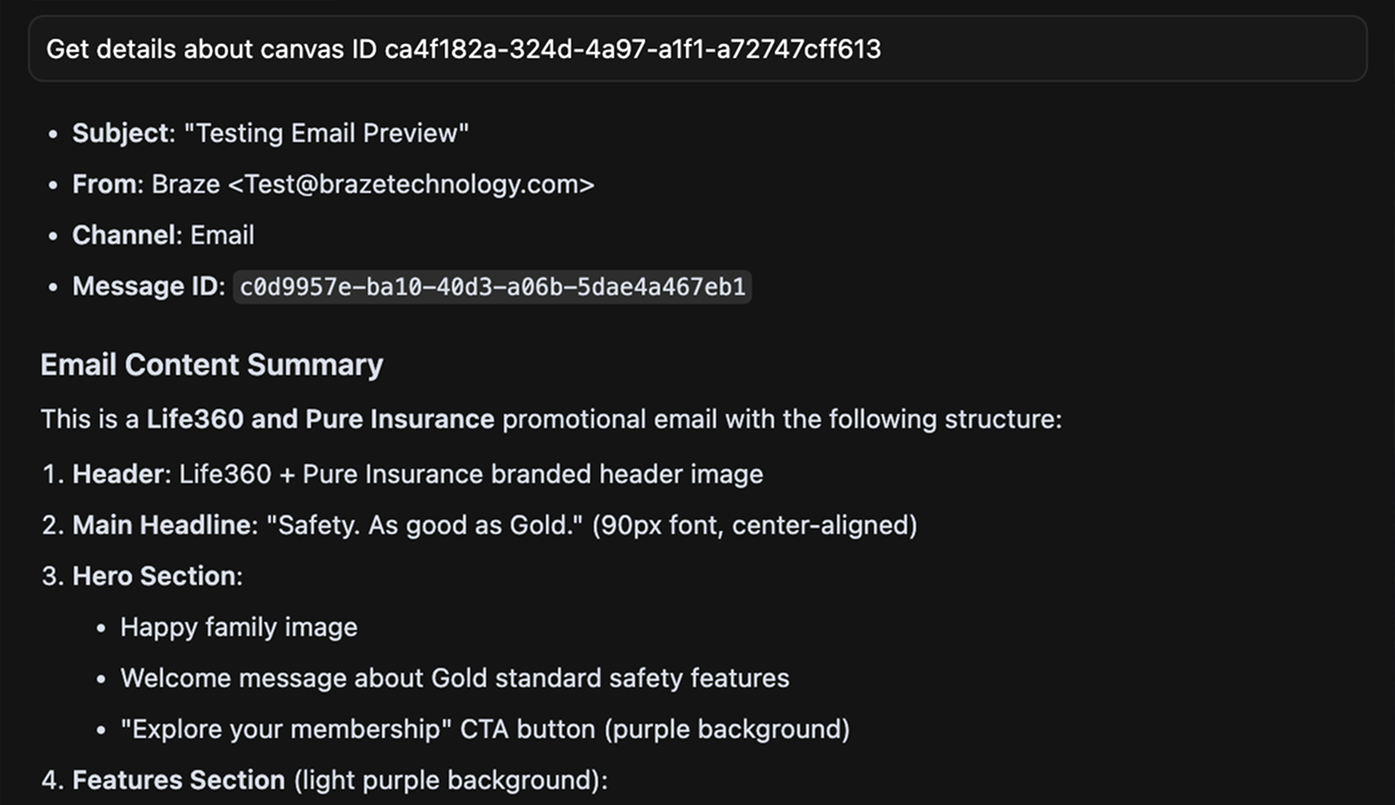 Get details about canvas ID ca4f182a-324d-4a97-a1f1-a72747cff613
• Subject: "Testing Email Preview"
• From: Braze <Test@brazetechnology.com>
• Channel: Email
• Message ID: c0d9957e-ba10-40d3-a06b-5dae4a467eb1
Email Content Summary
This is a Life360 and Pure Insurance promotional email with the following structure:
1. Header: Life360 + Pure Insurance branded header image
2. Main Headline: "Safety. As good as Gold." (90px font, center-aligned)
3. Hero Section:
• Happy family image
• Welcome message about Gold standard safety features
• "Explore your membership" CTA button (purple background)
4. Features Section (light purple background):